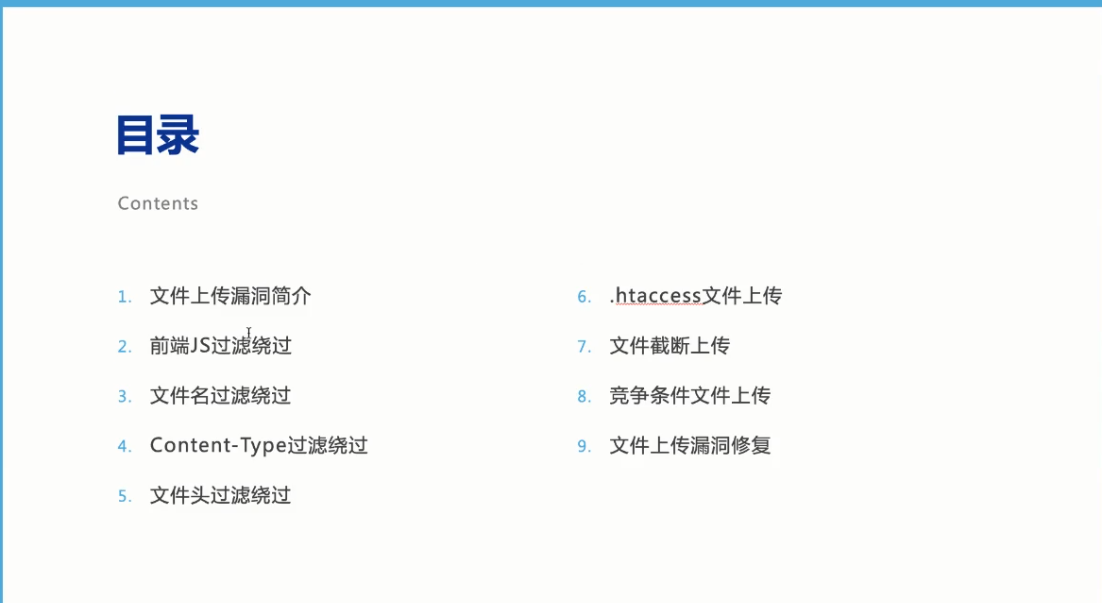 目录
Contents
1. 文件上传漏洞简介
2. 前端JS过滤绕过
3. 文件名过滤绕过
4. Content-Type过滤绕过
5. 文件头过滤绕过
6. .htaccess文件上传
7. 文件截断上传
8. 竞争条件文件上传
9. 文件上传漏洞修复